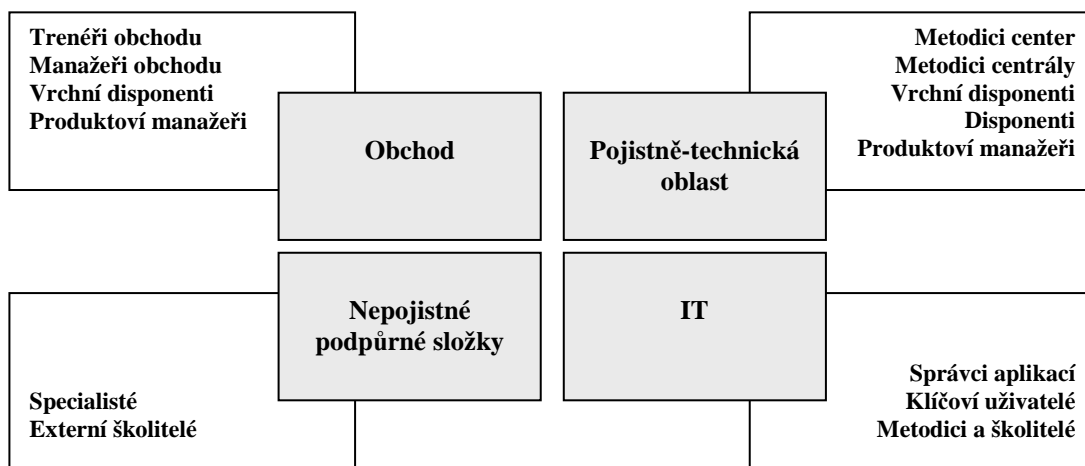 Trenéři obchodu
Manažeři obchodu
Vrchní disponenti
Produktoví manažeři
Obchod
Pojistně-technická
oblast
Metodici center
Metodici centrály
Vrchní disponenti
Disponenti
Produktoví manažeři
Nepojistné
podpůrné složky
IT
Specialisté
Externí školitelé
Správci aplikací
Klíčoví uživatelé
Metodici a školitelé